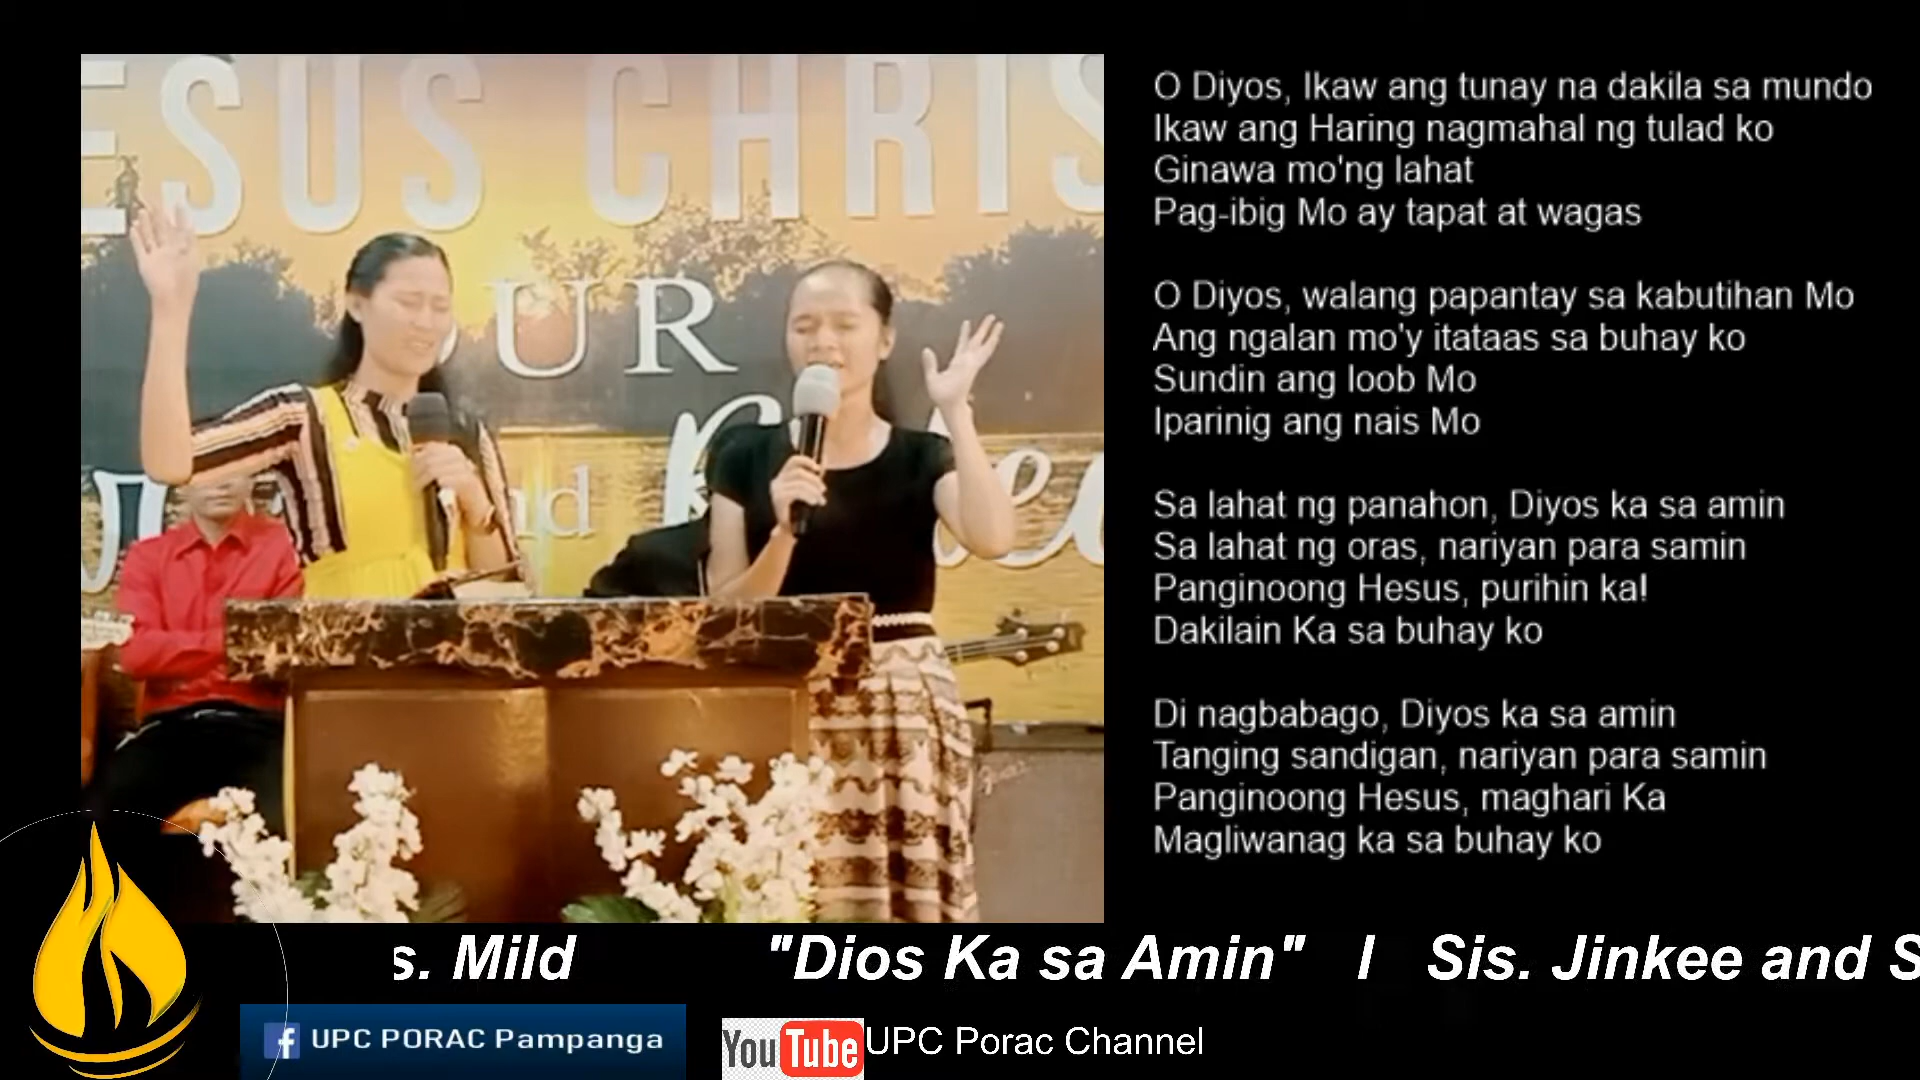 ESUS CHRIS
OUR
nd
O Diyos, Ikaw ang tunay na dakila sa mundo
Ikaw ang Haring nagmahal ng tulad ko
Ginawa mo'ng lahat
Pag-ibig Mo ay tapat at wagas
O Diyos, walang papantay sa kabutihan Mo
Ang ngalan mo'y itataas sa buhay ko
Sundin ang loob Mo
Iparinig ang nais Mo
Sa lahat ng panahon, Diyos ka sa amin
Sa lahat ng oras, nariyan para samin
Panginoong Hesus, purihin ka!
Dakilain Ka sa buhay ko
Di nagbabago, Diyos ka sa amin
Tanging sandigan, nariyan para samin
Panginoong Hesus, maghari Ka
Magliwanag ka sa buhay ko
s. Mild "Dios Ka sa Amin" I Sis. Jinkee and S
f UPC PORAC Pampanga
YouTube UPC Porac Channel